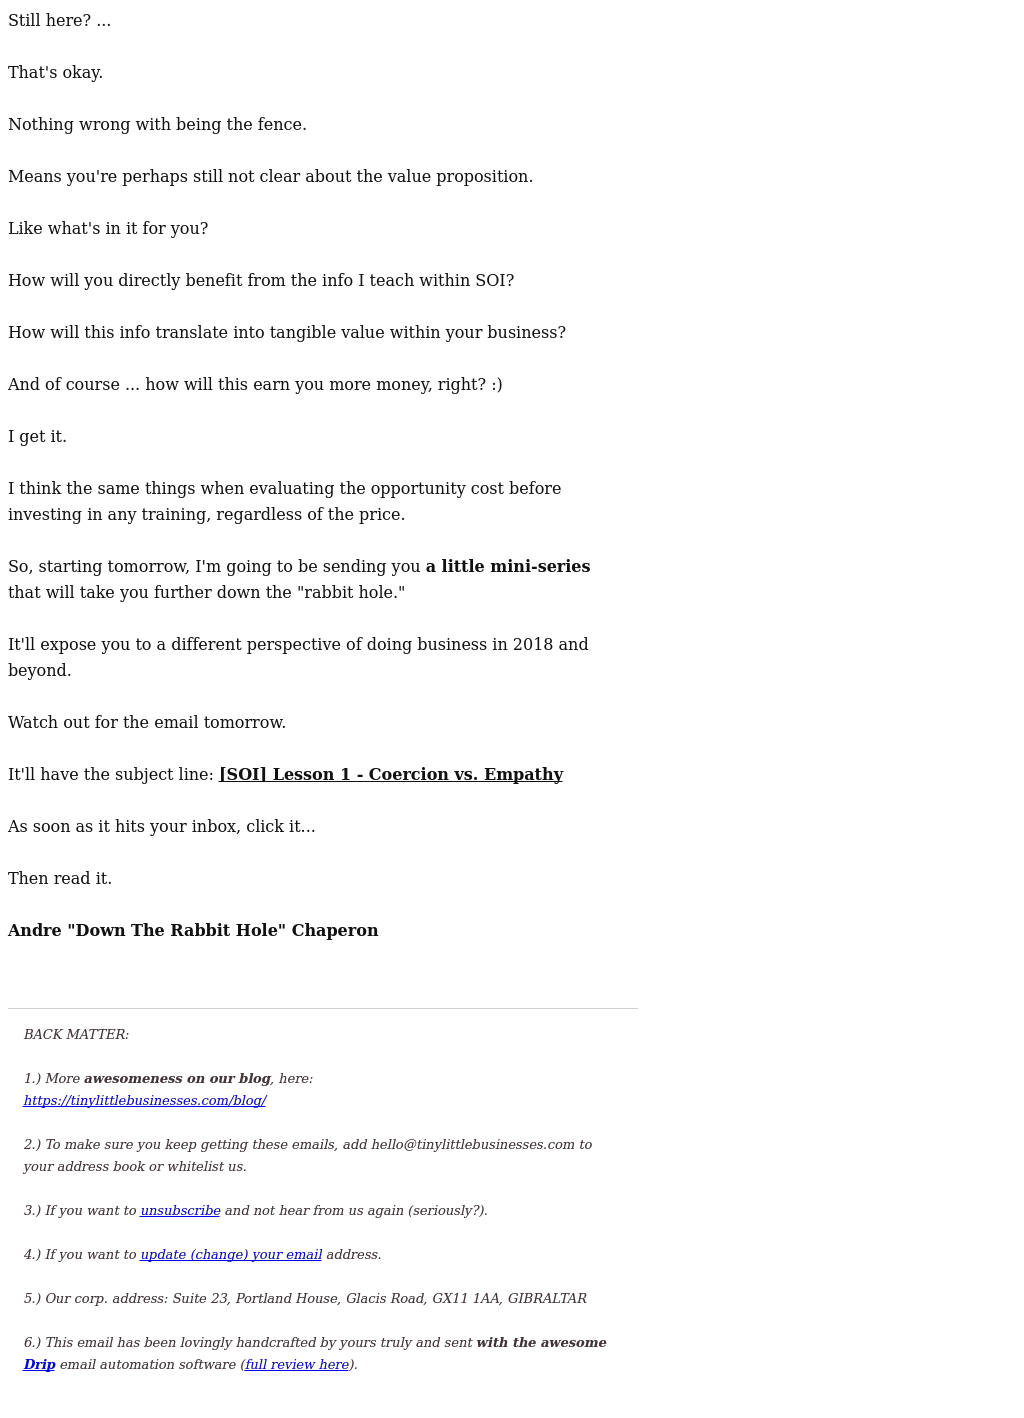 Still here? ...
That's okay.
Nothing wrong with being the fence.
Means you're perhaps still not clear about the value proposition.
Like what's in it for you?
How will you directly benefit from the info I teach within SOI?
How will this info translate into tangible value within your business?
And of course ... how will this earn you more money, right? :)
I get it.
I think the same things when evaluating the opportunity cost before
investing in any training, regardless of the price.
So, starting tomorrow, I'm going to be sending you a little mini-series
that will take you further down the "rabbit hole."
It'll expose you to a different perspective of doing business in 2018 and
beyond.
Watch out for the email tomorrow.
It'll have the subject line: [SOI] Lesson 1 - Coercion vs. Empathy
As soon as it hits your inbox, click it...
Then read it.
Andre "Down The Rabbit Hole" Chaperon
BACK MATTER:
1.) More awesomeness on our blog, here:
https://tinylittlebusinesses.com/blog/
2.) To make sure you keep getting these emails, add hello@tinylittlebusinesses.com to
your address book or whitelist us.
3.) If you want to unsubscribe and not hear from us again (seriously?).
4.) If you want to update (change) your email address.
5.) Our corp. address: Suite 23, Portland House, Glacis Road, GX11 1AA, GIBRALTAR
6.) This email has been lovingly handcrafted by yours truly and sent with the awesome
Drip email automation software (full review here).